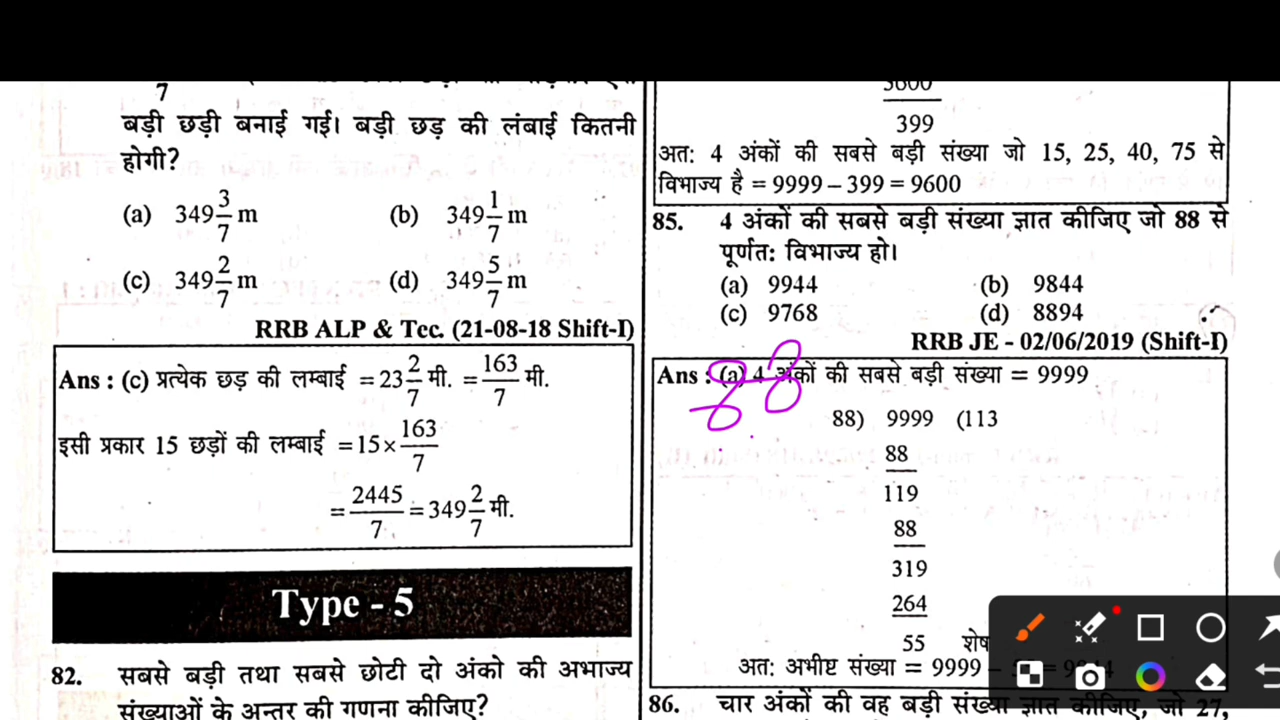 7
बड़ी छड़ी बनाई गई। बड़ी छड़ की लंबाई कितनी
होगी?
(a) 349 3/7 m (b) 349 1/7 m
(c) 349 2/7 m (d) 349 5/7 m
RRB ALP & Tec. (21-08-18 Shift-I)
Ans : (c) प्रत्येक छड़ की लम्बाई = 23 2/7 मी. = 163/7 मी.
इसी प्रकार 15 छड़ों की लम्बाई = 15 × 163/7
= 2445/7 = 349 2/7 मी.
Type - 5
82. सबसे बड़ी तथा सबसे छोटी दो अंको की अभाज्य
संख्याओं के अन्तर की गणना कीजिए?
399
अत: 4 अंकों की सबसे बड़ी संख्या जो 15, 25, 40, 75 से
विभाज्य है = 9999 – 399 = 9600
85. 4 अंकों की सबसे बड़ी संख्या ज्ञात कीजिए जो 88 से
पूर्णत: विभाज्य हो।
(a) 9944 (b) 9844
(c) 9768 (d) 8894
RRB JE - 02/06/2019 (Shift-I)
Ans : (a) 4 अंकों की सबसे बड़ी संख्या = 9999
88
88) 9999 (113
88
119
88
319
264
55 शेष
अत: अभीष्ट संख्या = 9999 –
86. चार अंकों की वह बड़ी संख्या ज्ञात कीजिए, जो 27,